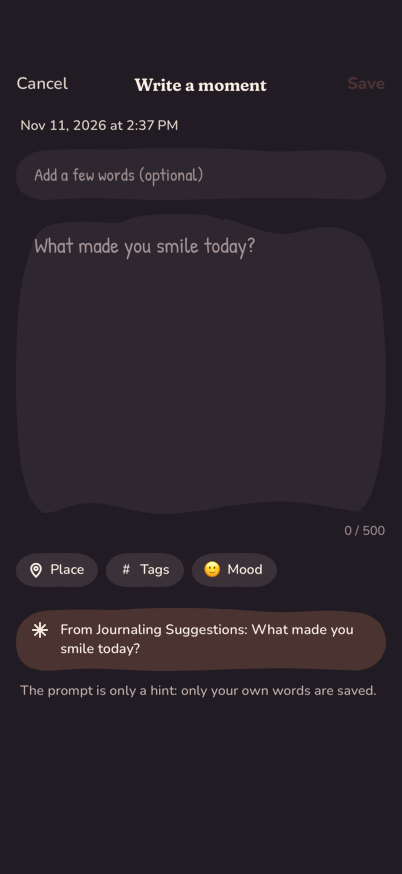 Cancel
Write a moment
Save
Nov 11, 2026 at 2:37 PM
Add a few words (optional)
What made you smile today?
0 / 500
Place
# Tags
Mood
From Journaling Suggestions: What made you
smile today?
The prompt is only a hint: only your own words are saved.